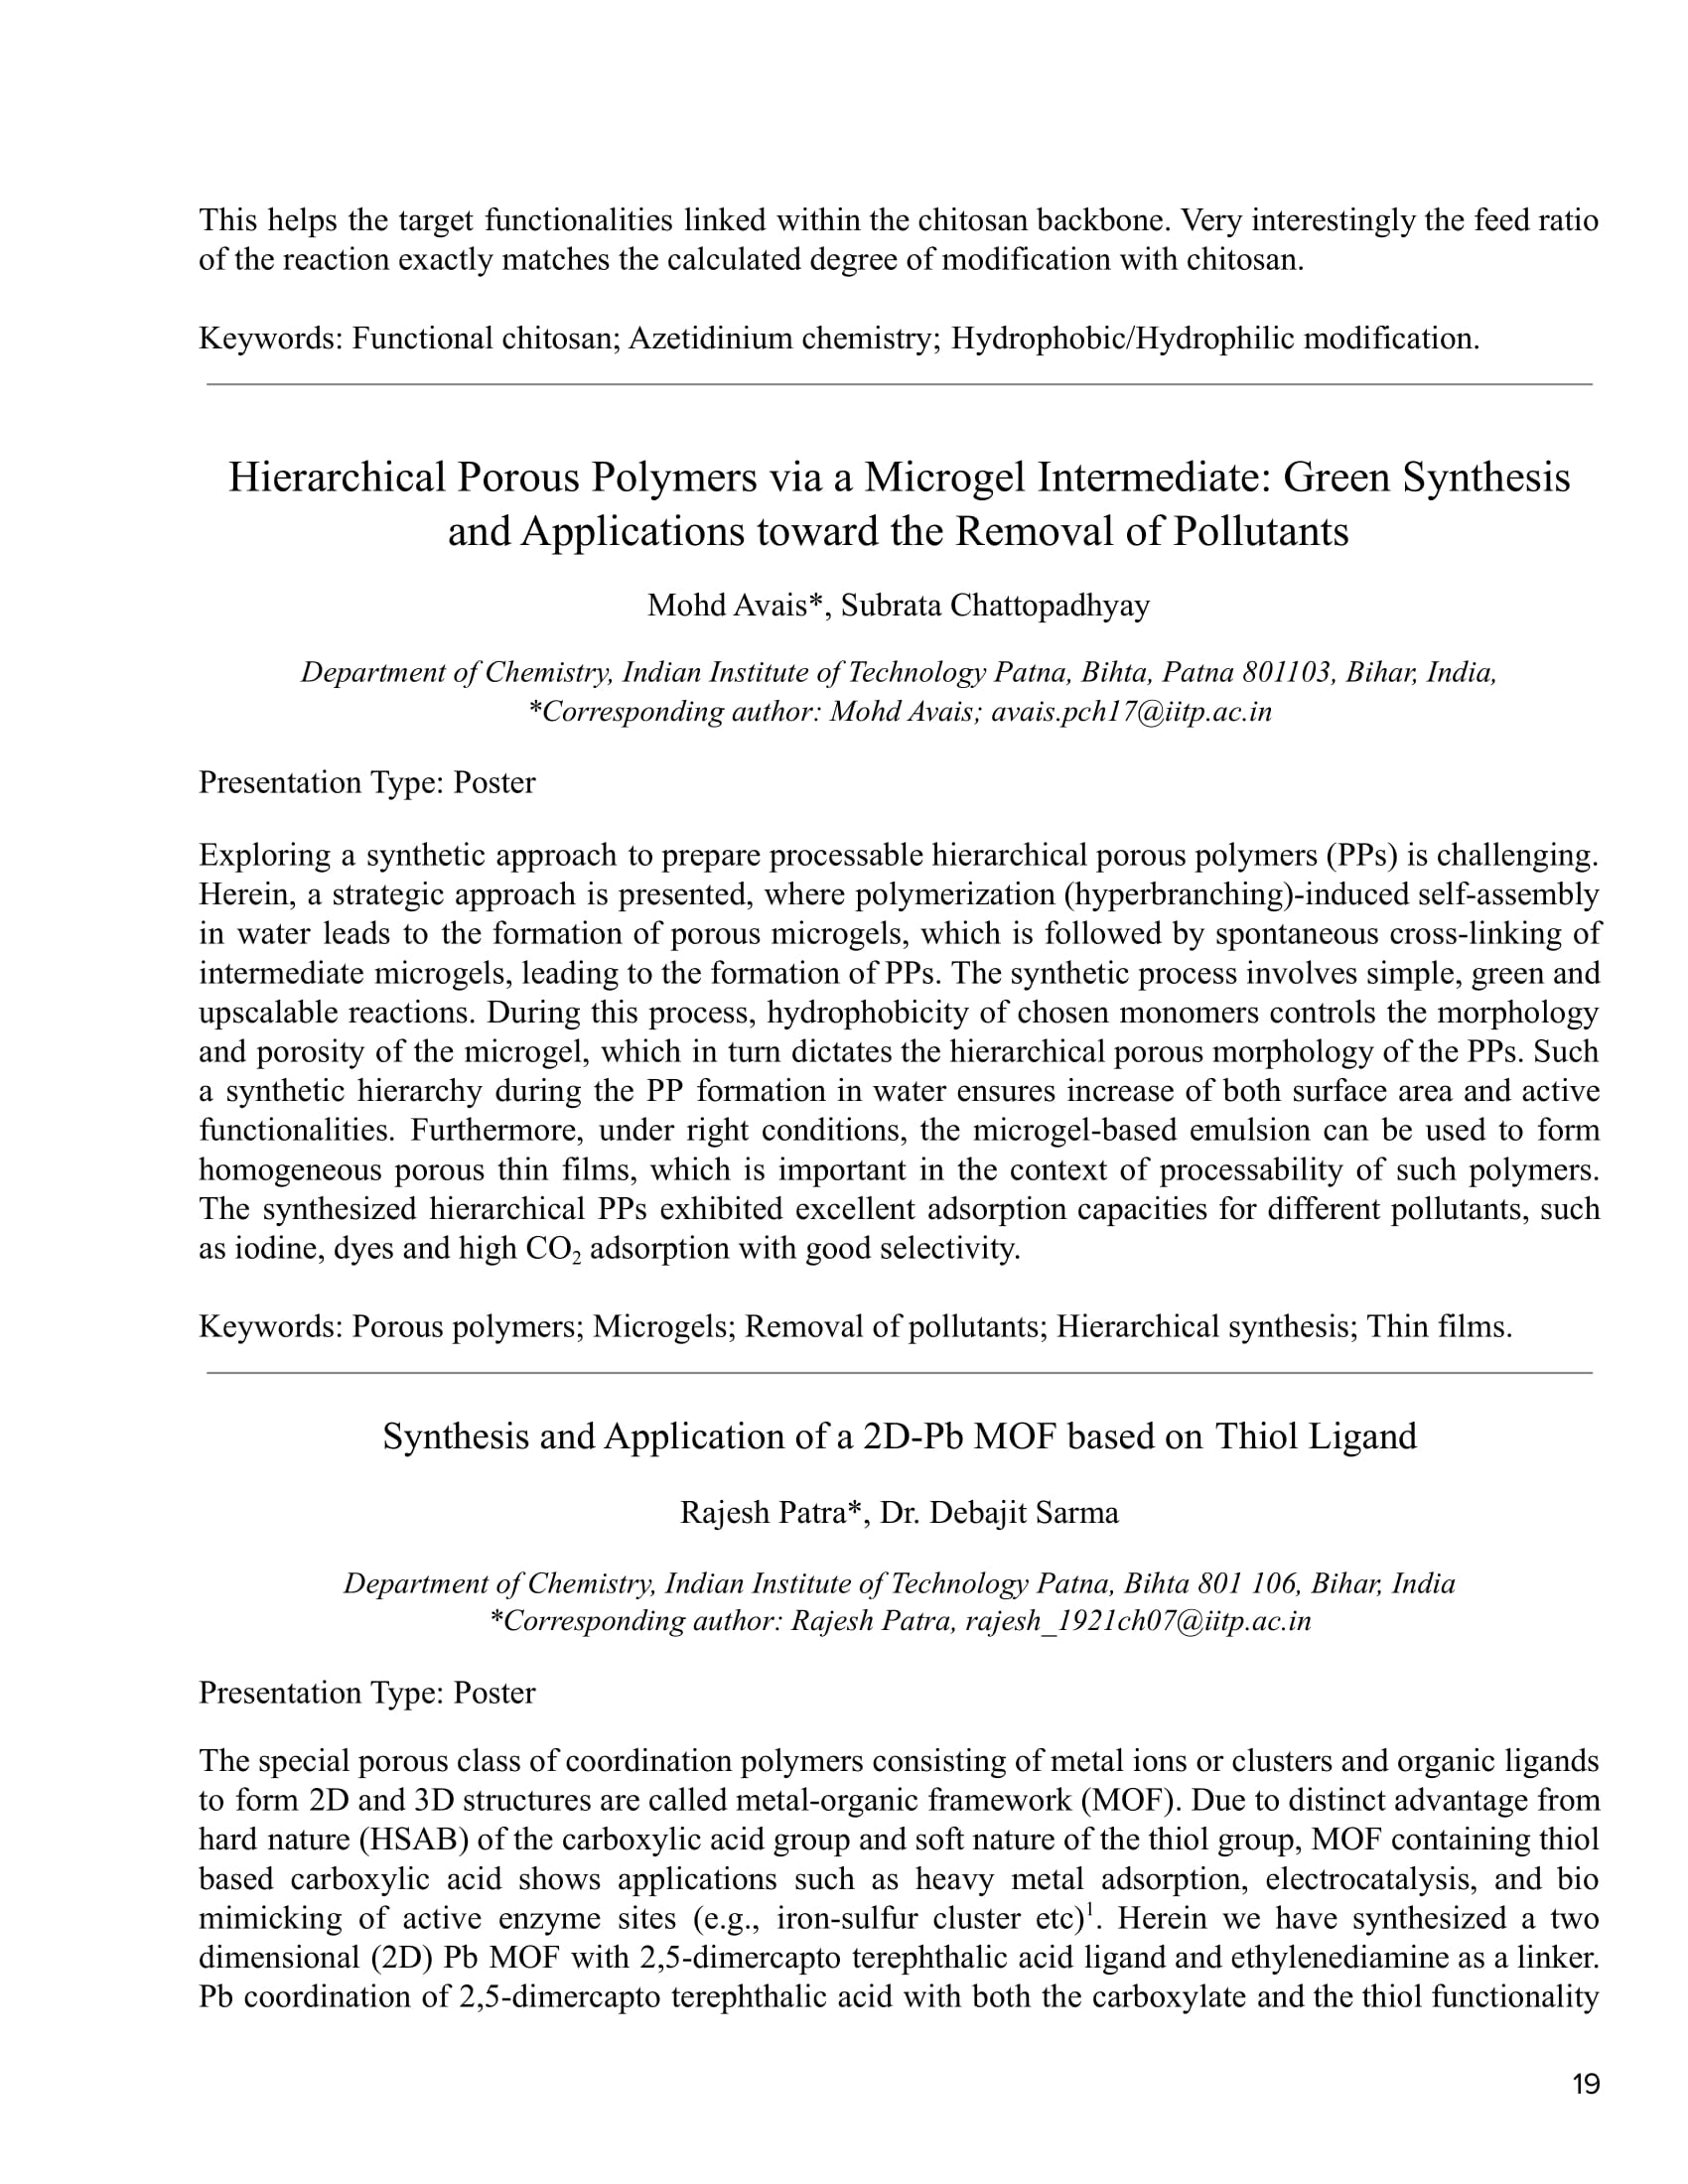 This helps the target functionalities linked within the chitosan backbone. Very interestingly the feed ratio
of the reaction exactly matches the calculated degree of modification with chitosan.
Keywords: Functional chitosan; Azetidinium chemistry; Hydrophobic/Hydrophilic modification.
Hierarchical Porous Polymers via a Microgel Intermediate: Green Synthesis
and Applications toward the Removal of Pollutants
Mohd Avais*, Subrata Chattopadhyay
Department of Chemistry, Indian Institute of Technology Patna, Bihta, Patna 801103, Bihar, India,
*Corresponding author: Mohd Avais; avais.pch17@iitp.ac.in
Presentation Type: Poster
Exploring a synthetic approach to prepare processable hierarchical porous polymers (PPs) is challenging.
Herein, a strategic approach is presented, where polymerization (hyperbranching)-induced self-assembly
in water leads to the formation of porous microgels, which is followed by spontaneous cross-linking of
intermediate microgels, leading to the formation of PPs. The synthetic process involves simple, green and
upscalable reactions. During this process, hydrophobicity of chosen monomers controls the morphology
and porosity of the microgel, which in turn dictates the hierarchical porous morphology of the PPs. Such
a synthetic hierarchy during the PP formation in water ensures increase of both surface area and active
functionalities. Furthermore, under right conditions, the microgel-based emulsion can be used to form
homogeneous porous thin films, which is important in the context of processability of such polymers.
The synthesized hierarchical PPs exhibited excellent adsorption capacities for different pollutants, such
as iodine, dyes and high CO₂ adsorption with good selectivity.
Keywords: Porous polymers; Microgels; Removal of pollutants; Hierarchical synthesis; Thin films.
Synthesis and Application of a 2D-Pb MOF based on Thiol Ligand
Rajesh Patra*, Dr. Debajit Sarma
Department of Chemistry, Indian Institute of Technology Patna, Bihta 801 106, Bihar, India
*Corresponding author: Rajesh Patra, rajesh_1921ch07@iitp.ac.in
Presentation Type: Poster
The special porous class of coordination polymers consisting of metal ions or clusters and organic ligands
to form 2D and 3D structures are called metal-organic framework (MOF). Due to distinct advantage from
hard nature (HSAB) of the carboxylic acid group and soft nature of the thiol group, MOF containing thiol
based carboxylic acid shows applications such as heavy metal adsorption, electrocatalysis, and bio
mimicking of active enzyme sites (e.g., iron-sulfur cluster etc)¹. Herein we have synthesized a two
dimensional (2D) Pb MOF with 2,5-dimercapto terephthalic acid ligand and ethylenediamine as a linker.
Pb coordination of 2,5-dimercapto terephthalic acid with both the carboxylate and the thiol functionality
19